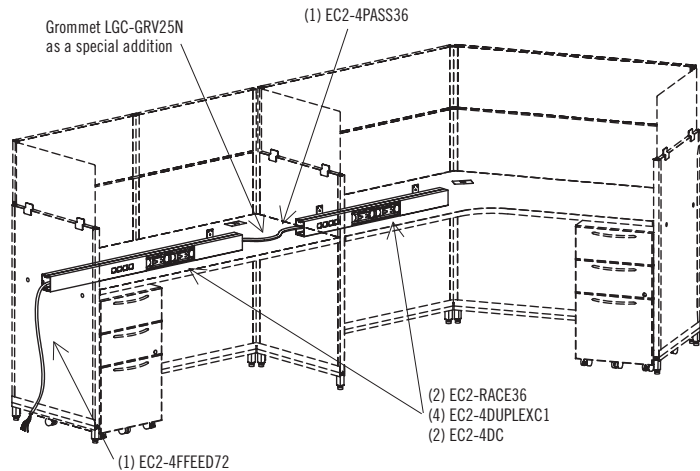 (1) EC2-4PASS36
Grommet LGC-GRV25N
as a special addition
(2) EC2-RACE36
(4) EC2-4DUPLEXC1
(2) EC2-4DC
(1) EC2-4FFEED72